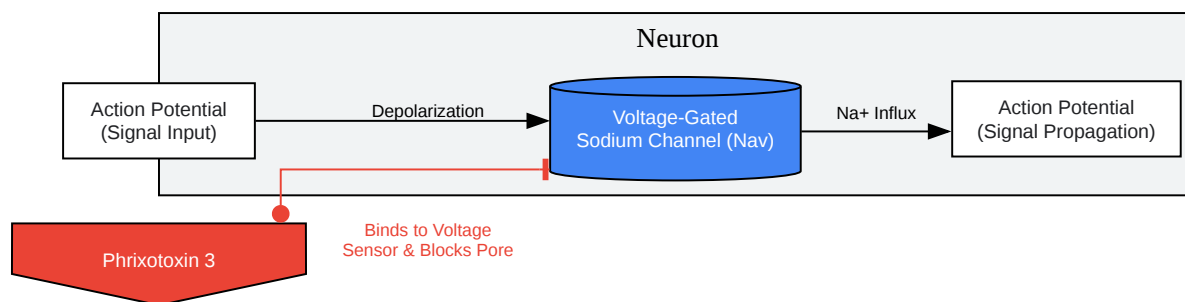 Neuron
Action Potential
(Signal Input)
Depolarization
Voltage-Gated
Sodium Channel (Nav)
Na+ Influx
Action Potential
(Signal Propagation)
Binds to Voltage
Sensor & Blocks Pore
Phrixotoxin 3